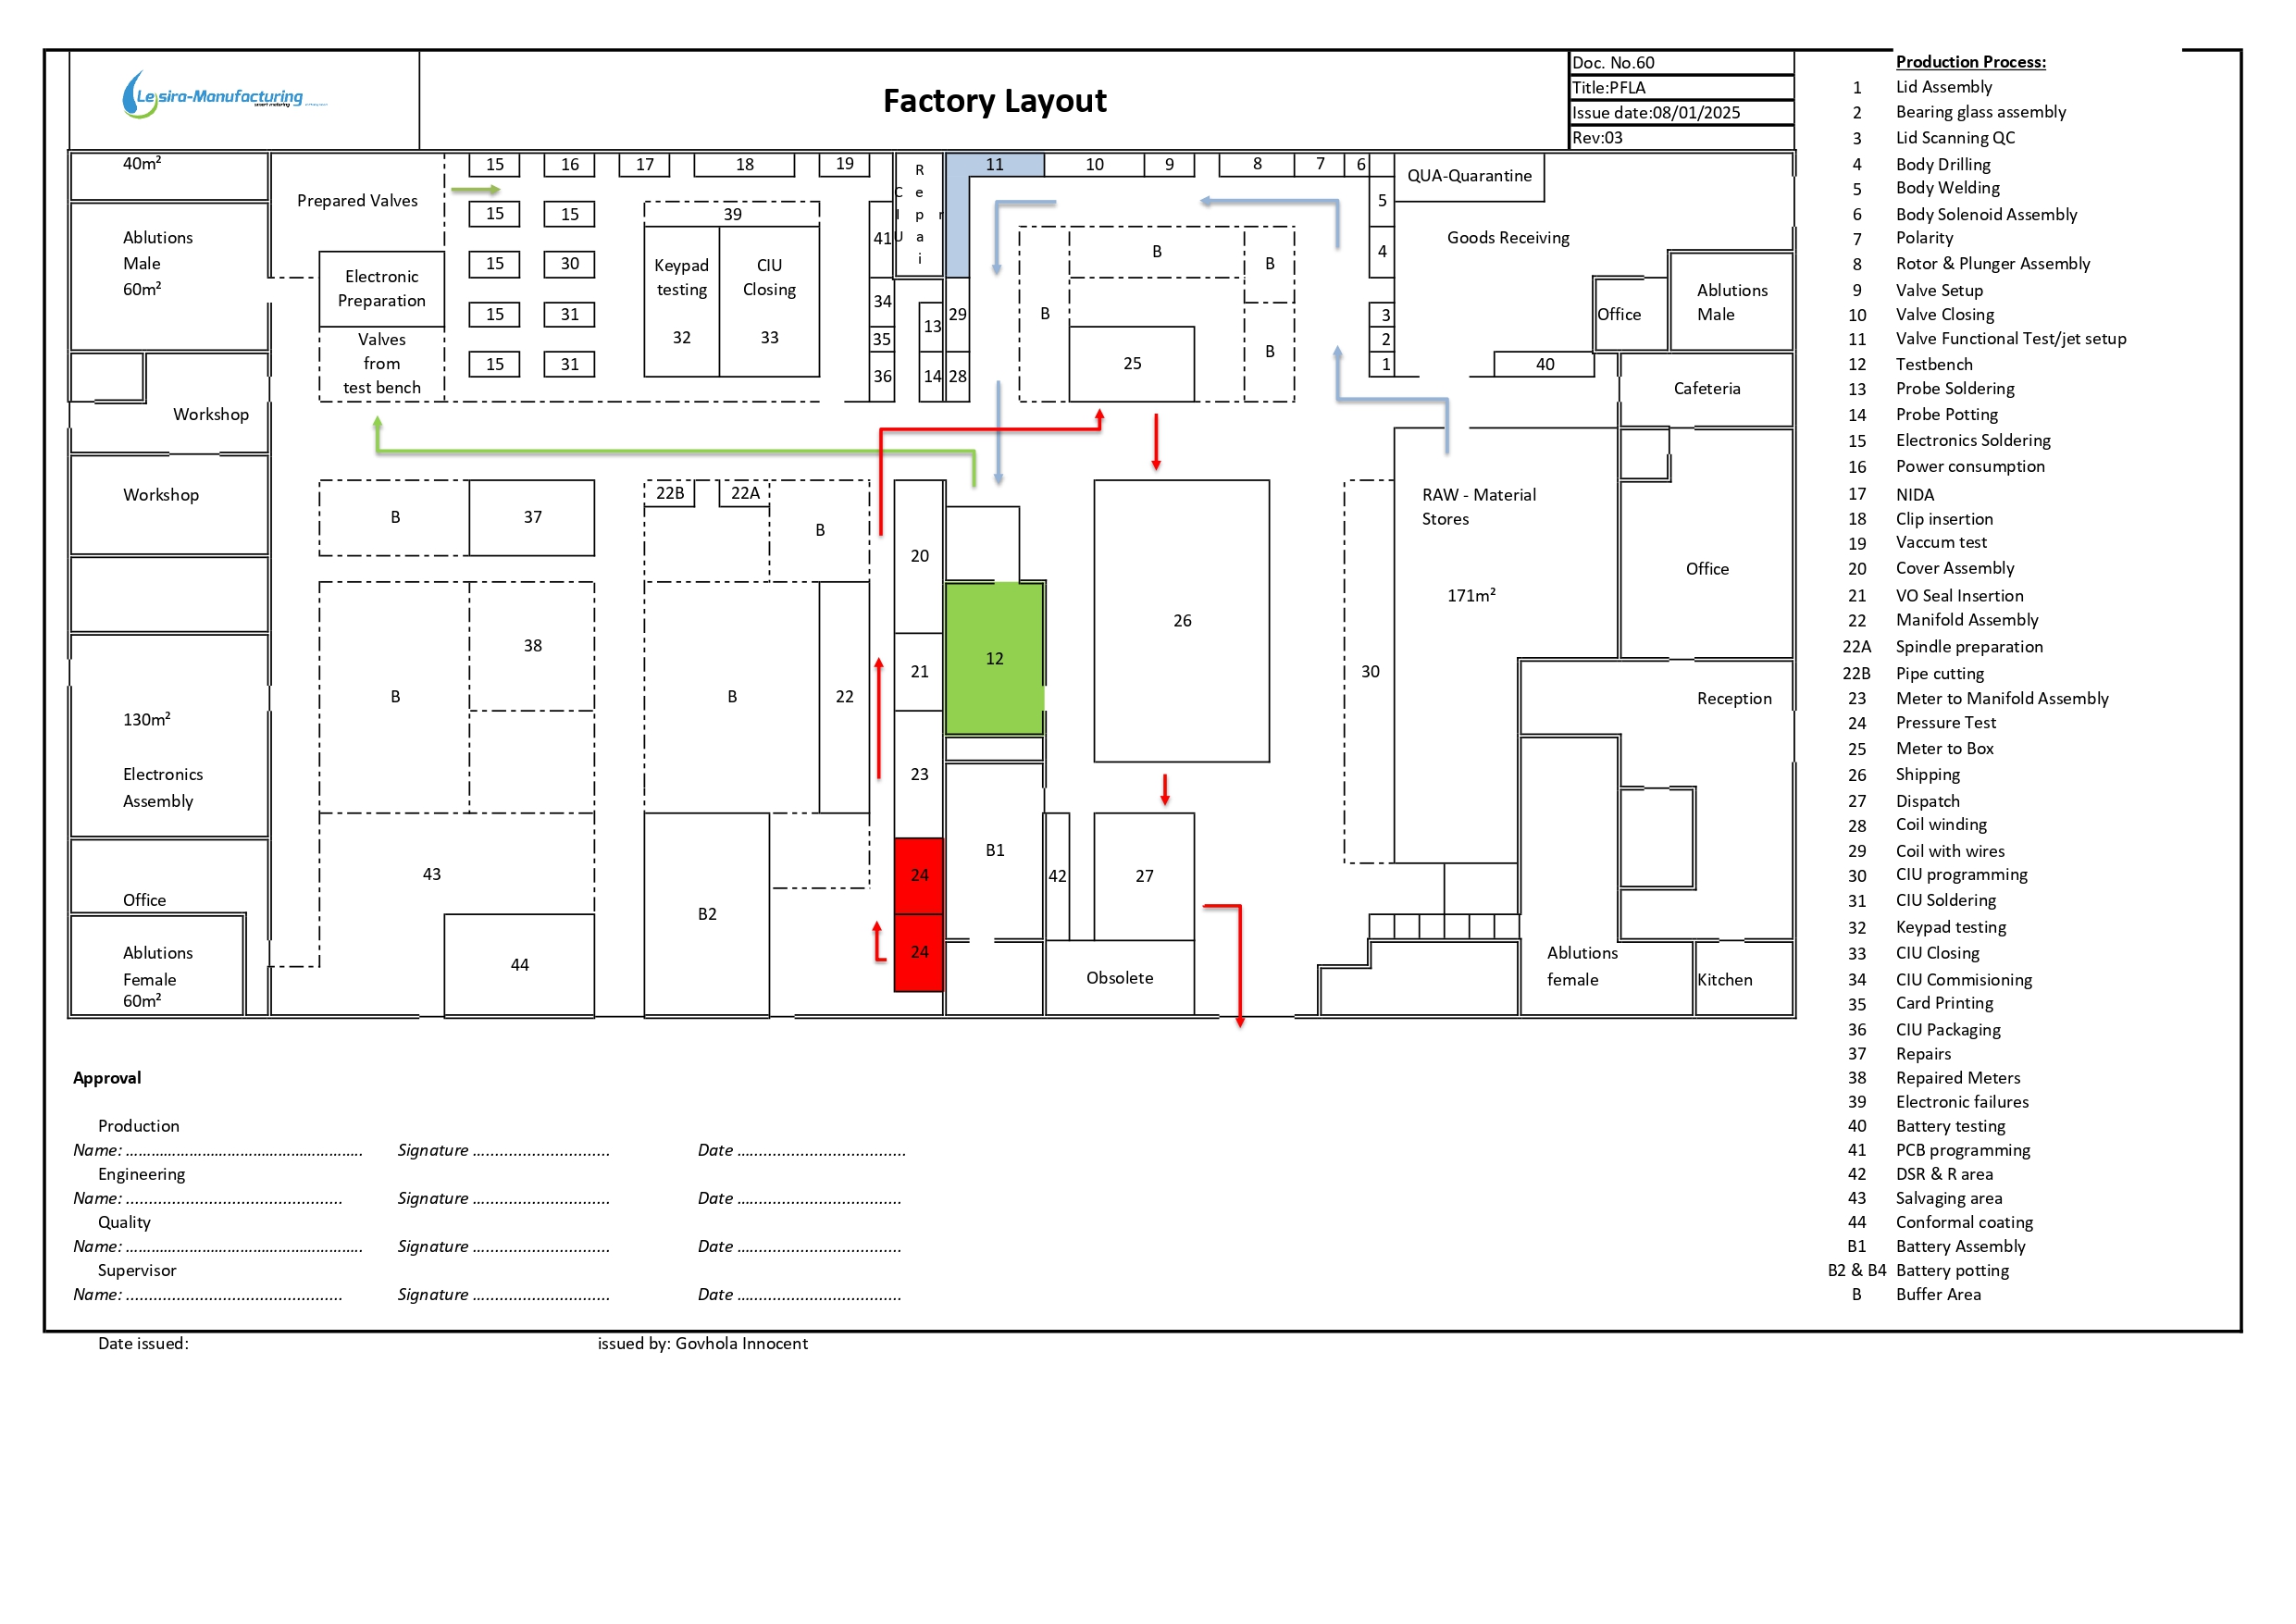 Lesira-Manufacturing
Factory Layout
Doc. No.60
Title:PFLA
Issue date:08/01/2025
Rev:03
Production Process:
1 Lid Assembly
2 Bearing glass assembly
3 Lid Scanning QC
4 Body Drilling
5 Body Welding
6 Body Solenoid Assembly
7 Polarity
8 Rotor & Plunger Assembly
9 Valve Setup
10 Valve Closing
11 Valve Functional Test/jet setup
12 Testbench
13 Probe Soldering
14 Probe Potting
15 Electronics Soldering
16 Power consumption
17 NIDA
18 Clip insertion
19 Vaccum test
20 Cover Assembly
21 VO Seal Insertion
22 Manifold Assembly
22A Spindle preparation
22B Pipe cutting
23 Meter to Manifold Assembly
24 Pressure Test
25 Meter to Box
26 Shipping
27 Dispatch
28 Coil winding
29 Coil with wires
30 CIU programming
31 CIU Soldering
32 Keypad testing
33 CIU Closing
34 CIU Commisioning
35 Card Printing
36 CIU Packaging
37 Repairs
38 Repaired Meters
39 Electronic failures
40 Battery testing
41 PCB programming
42 DSR & R area
43 Salvaging area
44 Conformal coating
B1 Battery Assembly
B2 & B4 Battery potting
B Buffer Area
40m²
Ablutions
Male
60m²
Workshop
Workshop
130m²
Electronics
Assembly
Office
Ablutions
Female
60m²
Prepared Valves
Electronic
Preparation
Valves
from
test bench
15 16 17 18 19
15 15 39
15 30
15 31
15 31
Keypad
testing
32
CIU
Closing
33
41
34
35
36
CIU
Repair
13
14
29
28
11 10 9 8 7 6
5
4
3
2
1
B
B
B
B
25
QUA-Quarantine
Goods Receiving
Office
Ablutions
Male
40
Cafeteria
B 37
22B 22A
B
20
B
38
B
22
21
12
23
26
30
RAW - Material
Stores
171m²
Office
Reception
43
44
B2
24
24
B1
42
27
Obsolete
Ablutions
female
Kitchen
Approval
Production
Name: ........................................................ Signature ................................ Date .......................................
Engineering
Name: ............................................... Signature ................................ Date ......................................
Quality
Name: ........................................................ Signature ................................ Date ......................................
Supervisor
Name: ............................................... Signature ................................ Date ......................................
Date issued: issued by: Govhola Innocent